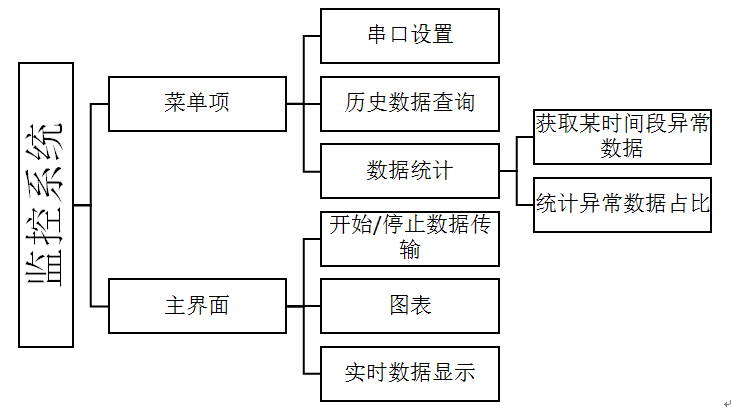 监控系统
菜单项
串口设置
历史数据查询
数据统计
获取某时间段异常
数据
统计异常数据占比
主界面
开始/停止数据传
输
图表
实时数据显示